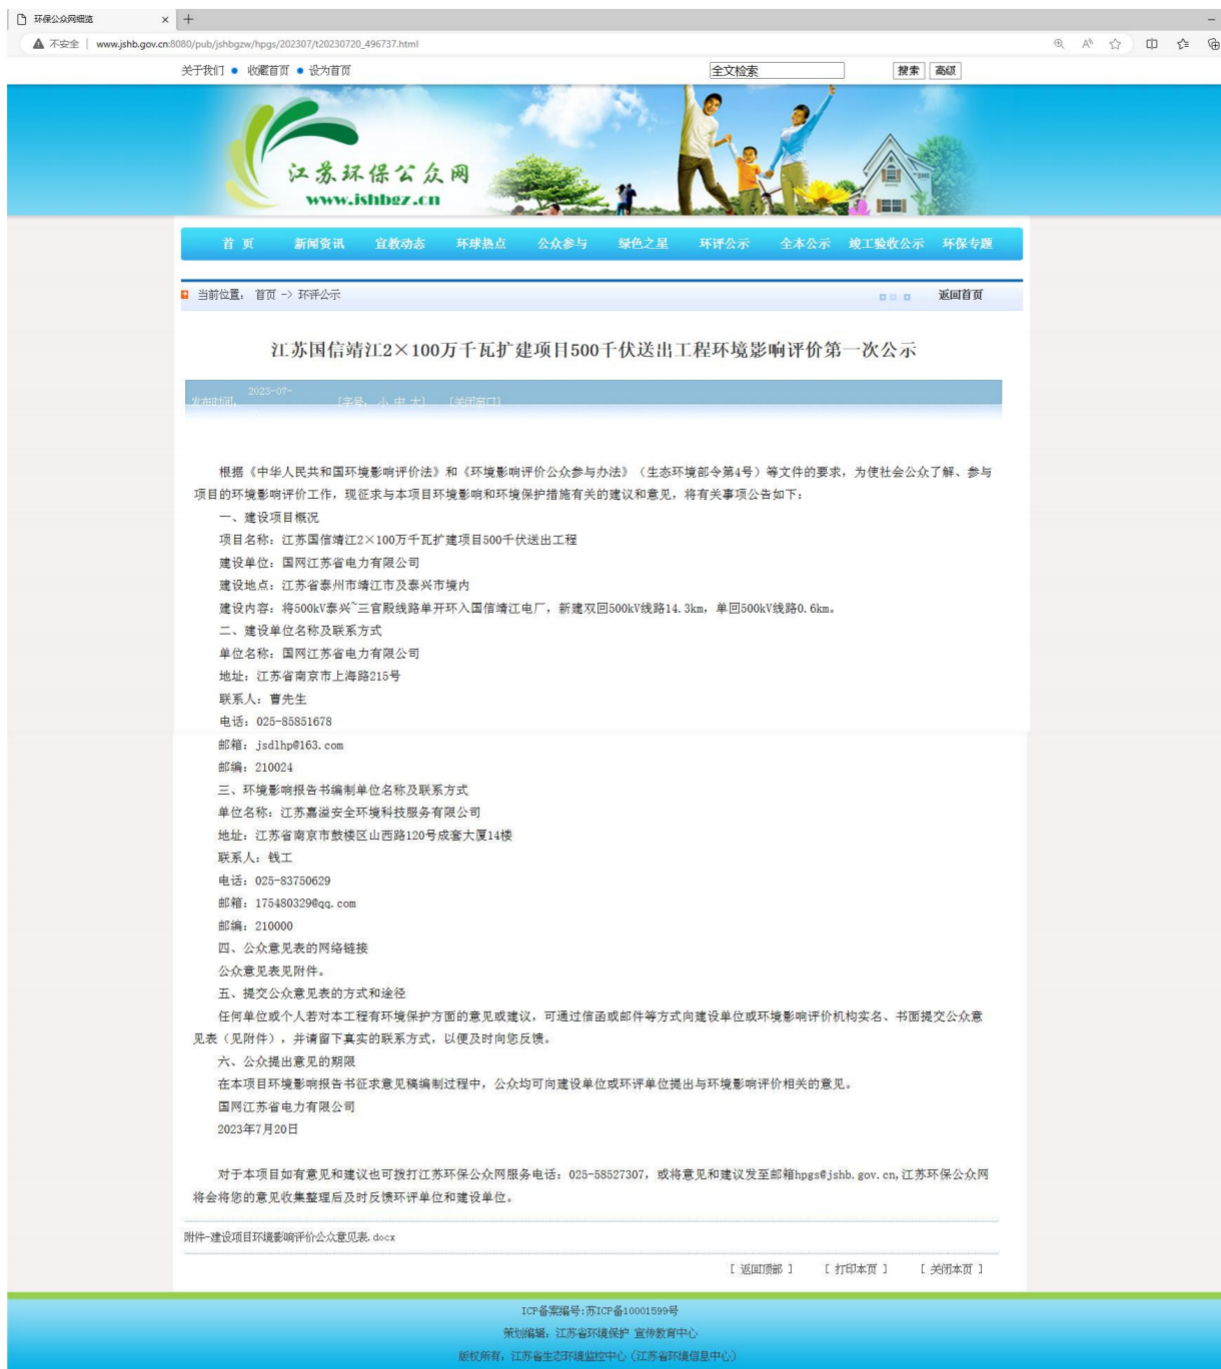 环保公众网细览
不安全 | www.jshb.gov.cn:8080/pub/jshbgzw/hpgs/202307/t20230720_496737.html
关于我们 ● 收藏首页 ● 设为首页 全文检索 搜索 高级
江苏环保公众网
www.jshbgz.cn
首 页 新闻资讯 宣教动态 环球热点 公众参与 绿色之星 环评公示 全本公示 竣工验收公示 环保专题
当前位置: 首页 -> 环评公示 返回首页
江苏国信靖江2×100万千瓦扩建项目500千伏送出工程环境影响评价第一次公示
2023-07-
发布时间: [字号: 小 中 大] [关闭窗口]
根据《中华人民共和国环境影响评价法》和《环境影响评价公众参与办法》（生态环境部令第4号）等文件的要求，为使社会公众了解、参与
项目的环境影响评价工作，现征求与本项目环境影响和环境保护措施有关的建议和意见，将有关事项公告如下：
一、建设项目概况
项目名称：江苏国信靖江2×100万千瓦扩建项目500千伏送出工程
建设单位：国网江苏省电力有限公司
建设地点：江苏省泰州市靖江市及泰兴市境内
建设内容：将500kV泰兴~三官殿线路单开环入国信靖江电厂，新建双回500kV线路14.3km，单回500kV线路0.6km。
二、建设单位名称及联系方式
单位名称：国网江苏省电力有限公司
地址：江苏省南京市上海路215号
联系人：曹先生
电话：025-85851678
邮箱：jsdlhp@163.com
邮编：210024
三、环境影响报告书编制单位名称及联系方式
单位名称：江苏嘉溢安全环境科技服务有限公司
地址：江苏省南京市鼓楼区山西路120号成套大厦14楼
联系人：钱工
电话：025-83750629
邮箱：175480329@qq.com
邮编：210000
四、公众意见表的网络链接
公众意见表见附件。
五、提交公众意见表的方式和途径
任何单位或个人若对本工程有环境保护方面的意见或建议，可通过信函或邮件等方式向建设单位或环境影响评价机构实名、书面提交公众意
见表（见附件），并请留下真实的联系方式，以便及时向您反馈。
六、公众提出意见的期限
在本项目环境影响报告书征求意见稿编制过程中，公众均可向建设单位或环评单位提出与环境影响评价相关的意见。
国网江苏省电力有限公司
2023年7月20日
对于本项目如有意见和建议也可拨打江苏环保公众网服务电话：025-58527307，或将意见和建议发至邮箱hpgs@jshb.gov.cn,江苏环保公众网
将会将您的意见收集整理后及时反馈环评单位和建设单位。
附件-建设项目环境影响评价公众意见表.docx
[ 返回顶部 ] [ 打印本页 ] [ 关闭本页 ]
ICP备案编号:苏ICP备10001599号
策划编辑: 江苏省环境保护 宣传教育中心
版权所有: 江苏省生态环境监控中心（江苏省环境信息中心）